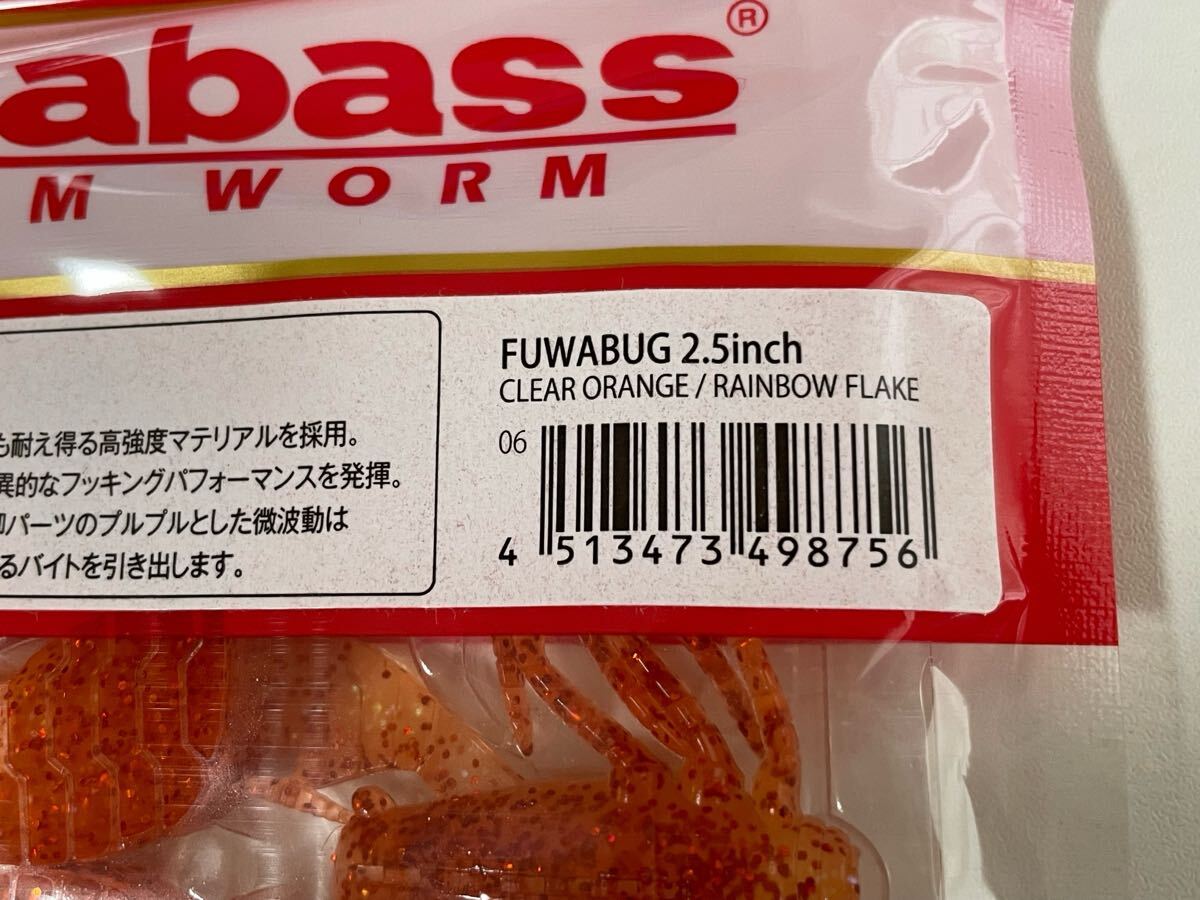 abass®
M WORM
FUWABUG 2.5inch
CLEAR ORANGE / RAINBOW FLAKE
も耐え得る高強度マテリアルを採用。
異的なフッキングパフォーマンスを発揮。
パーツのプルプルとした微波動は
るバイトを引き出します。
06
4 513473 498756